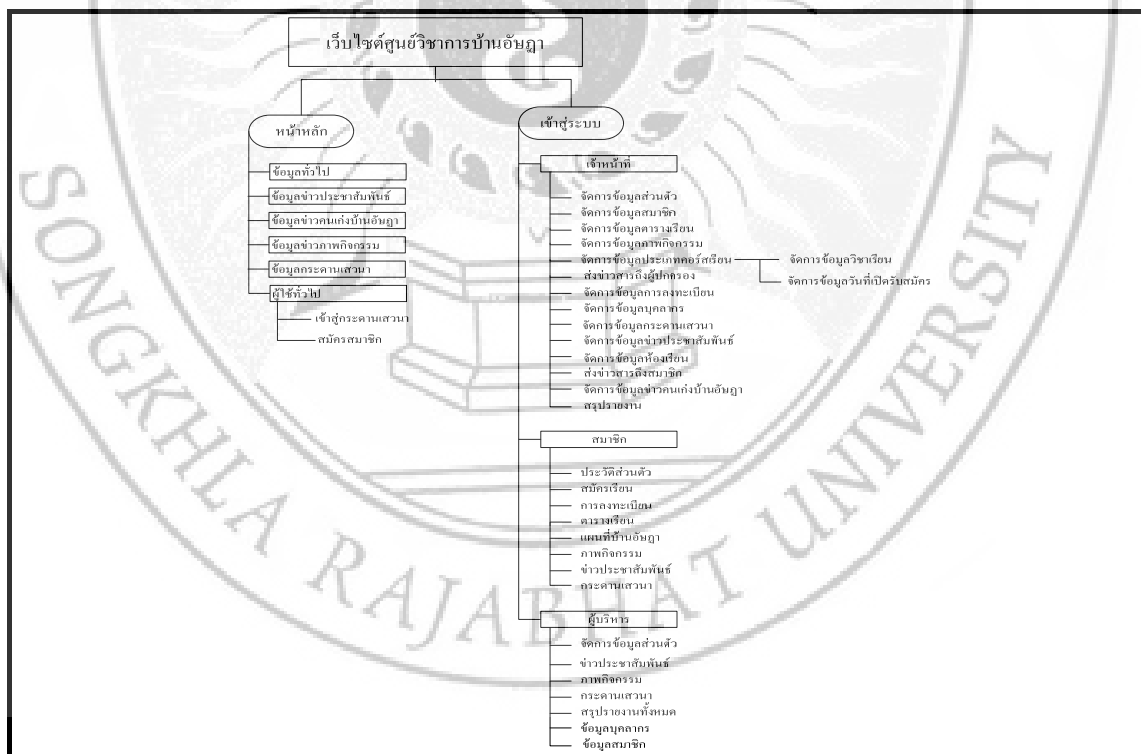 เว็บไซต์ศูนย์วิชาการบ้านอัษฎา
หน้าหลัก
ข้อมูลทั่วไป
ข้อมูลข่าวประชาสัมพันธ์
ข้อมูลข่าวคนเก่งบ้านอัษฎา
ข้อมูลข่าวภาพกิจกรรม
ข้อมูลกระดานเสวนา
ผู้ใช้ทั่วไป
เข้าสู่กระดานเสวนา
สมัครสมาชิก
เข้าสู่ระบบ
เจ้าหน้าที่
จัดการข้อมูลส่วนตัว
จัดการข้อมูลสมาชิก
จัดการข้อมูลตารางเรียน
จัดการข้อมูลภาพกิจกรรม
จัดการข้อมูลประเภทคอร์สเรียน
จัดการข้อมูลวิชาเรียน
จัดการข้อมูลวันที่เปิดรับสมัคร
ส่งข่าวสารถึงผู้ปกครอง
จัดการข้อมูลการลงทะเบียน
จัดการข้อมูลบุคลากร
จัดการข้อมูลกระดานเสวนา
จัดการข้อมูลข่าวประชาสัมพันธ์
จัดการข้อมูลห้องเรียน
ส่งข่าวสารถึงสมาชิก
จัดการข้อมูลข่าวคนเก่งบ้านอัษฎา
สรุปรายงาน
สมาชิก
ประวัติส่วนตัว
สมัครเรียน
การลงทะเบียน
ตารางเรียน
แผนที่บ้านอัษฎา
ภาพกิจกรรม
ข่าวประชาสัมพันธ์
กระดานเสวนา
ผู้บริหาร
จัดการข้อมูลส่วนตัว
ข่าวประชาสัมพันธ์
ภาพกิจกรรม
กระดานเสวนา
สรุปรายงานทั้งหมด
ข้อมูลบุคลากร
ข้อมูลสมาชิก
SONGKHLA RAJABHAT UNIVERSITY